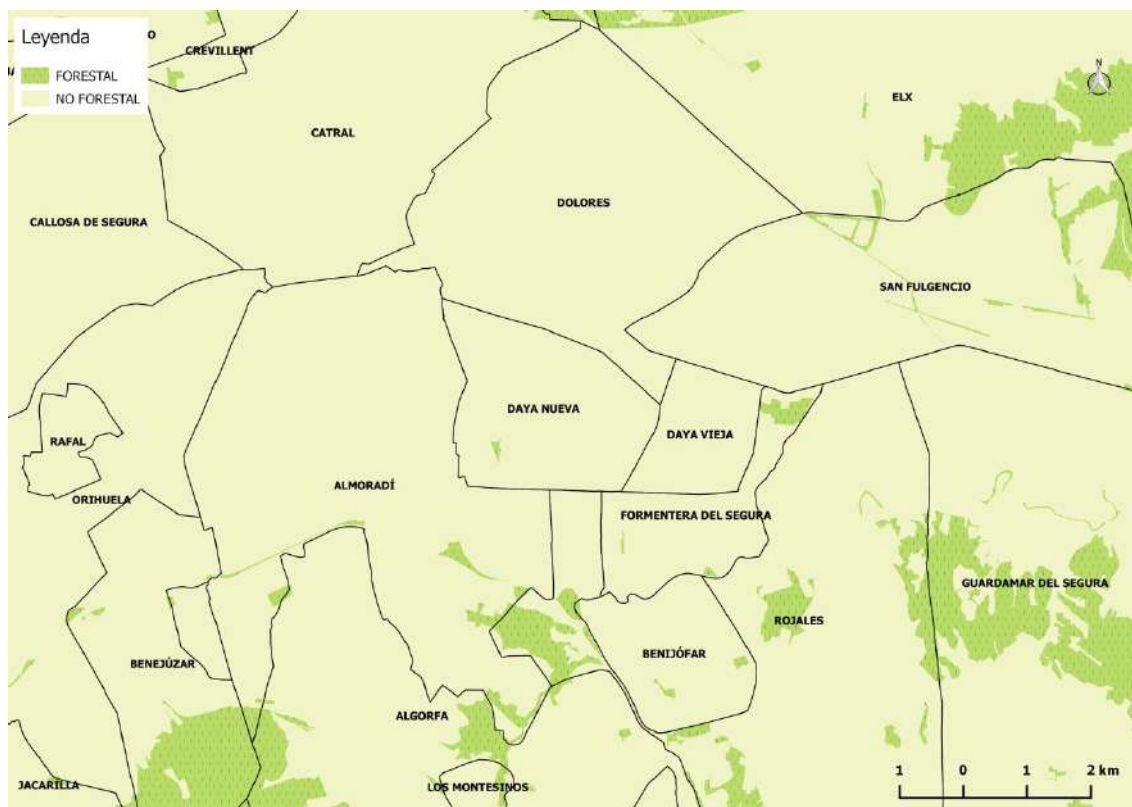 Leyenda
FORESTAL
NO FORESTAL
O
CREVILLENT
N
ELX
CATRAL
DOLORES
CALLOSA DE SEGURA
SAN FULGENCIO
DAYA NUEVA
DAYA VIEJA
RAFAL
ALMORADÍ
ORIHUELA
FORMENTERA DEL SEGURA
GUARDAMAR DEL SEGURA
ROJALES
BENIJÓFAR
BENEJÚZAR
ALGORFA
JACARILLA
LOS MONTESINOS
1 0 1 2 km